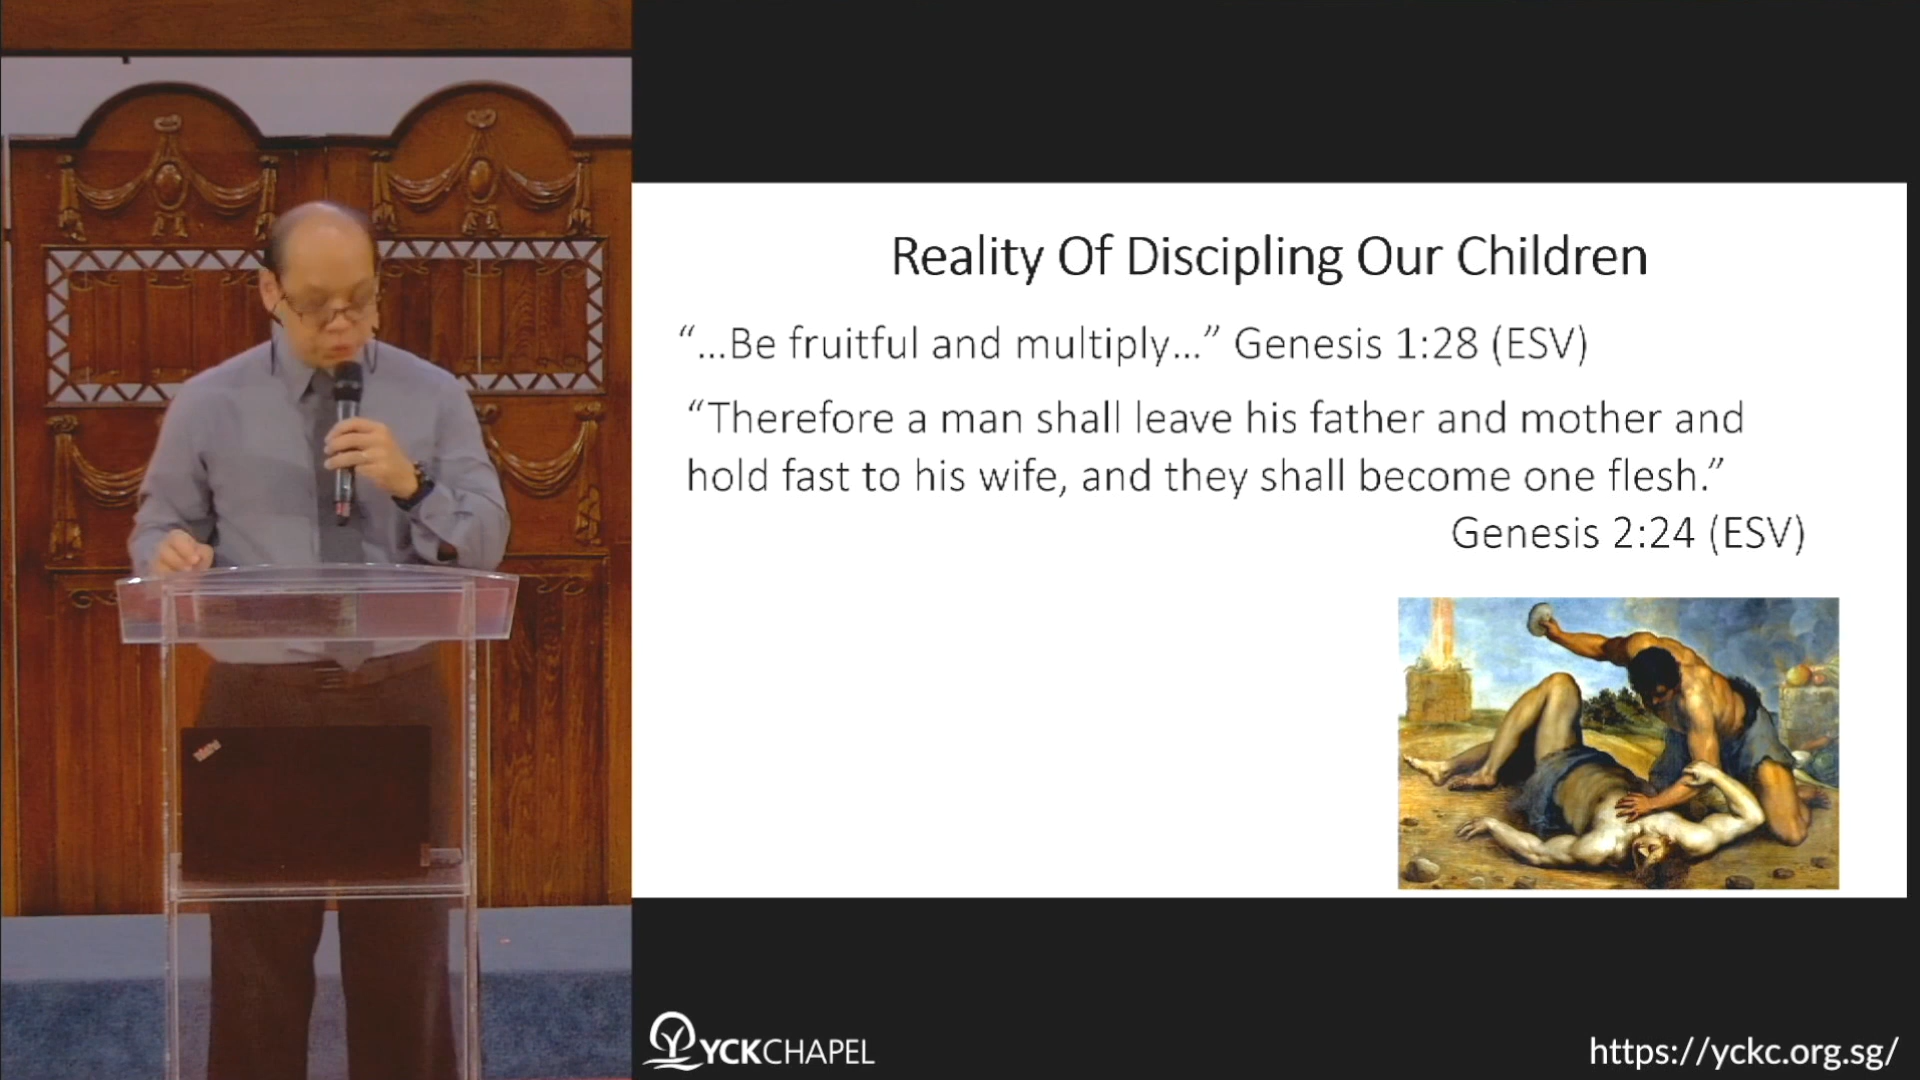 Reality Of Discipling Our Children
“...Be fruitful and multiply...” Genesis 1:28 (ESV)
“Therefore a man shall leave his father and mother and
hold fast to his wife, and they shall become one flesh.”
Genesis 2:24 (ESV)
YCKCHAPEL
https://yckc.org.sg/